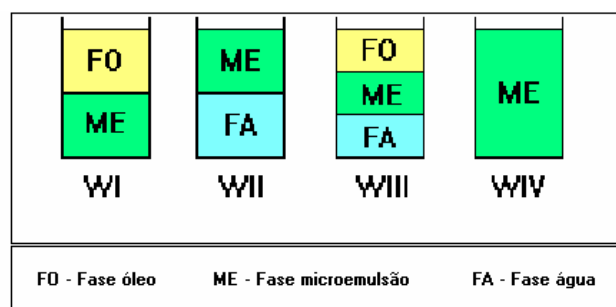 FO ME FO ME
ME FA ME
FA
WI WII WIII WIV
FO - Fase óleo ME - Fase microemulsão FA - Fase água